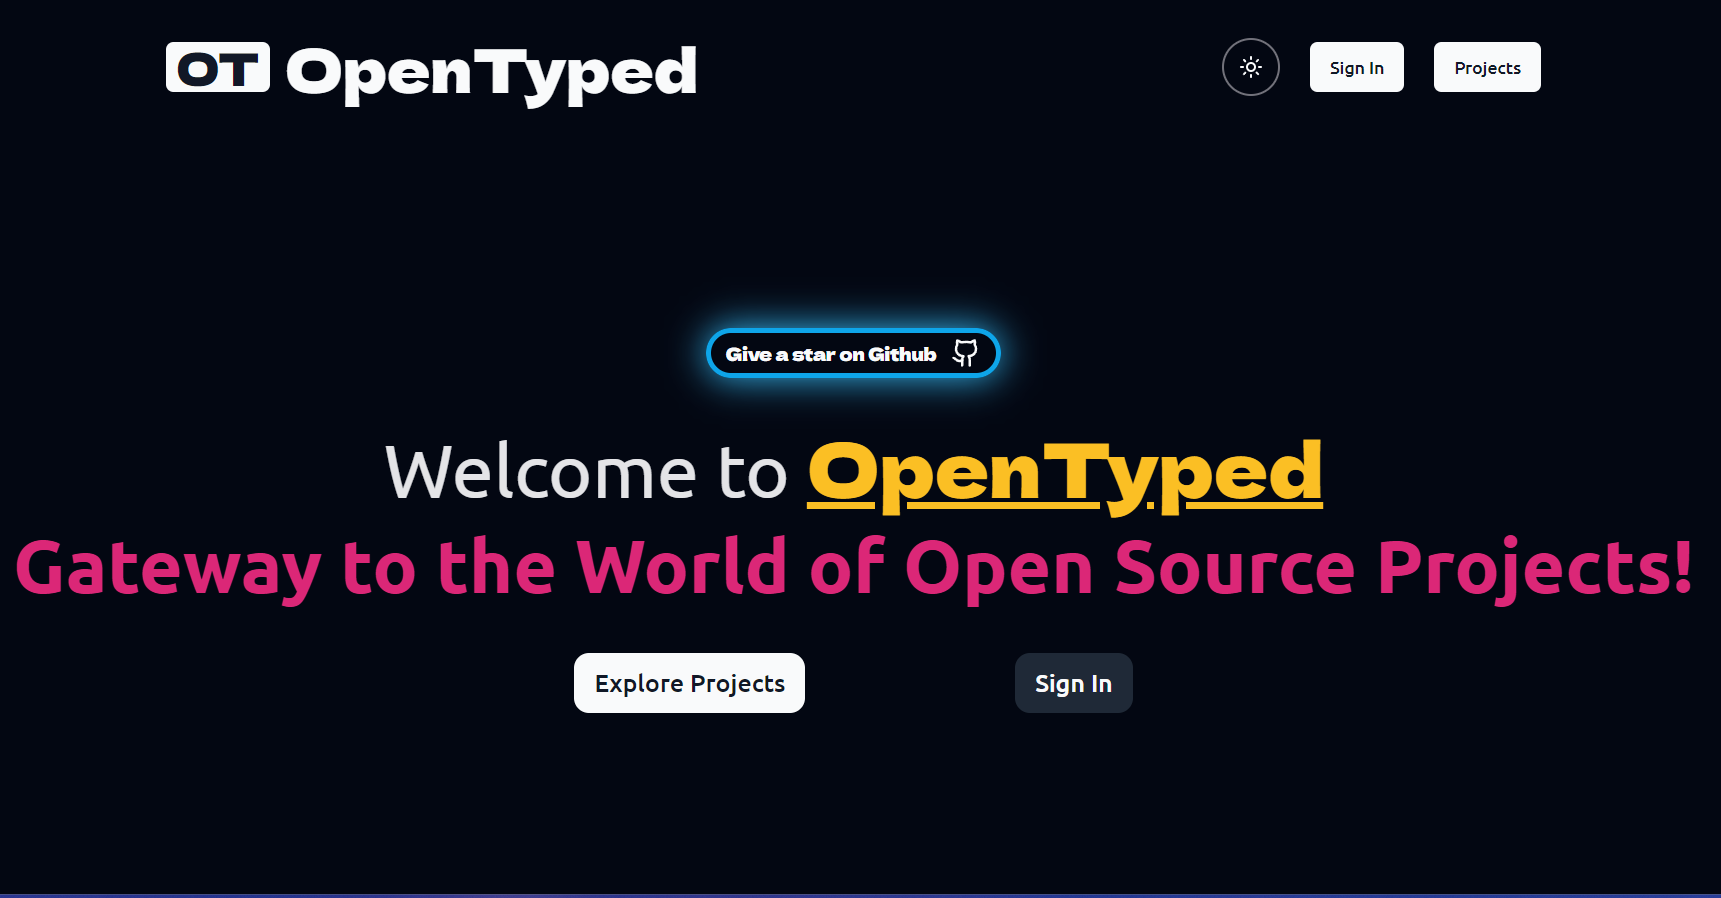 OT OpenTyped
Sign In
Projects
Give a star on Github
Welcome to OpenTyped
Gateway to the World of Open Source Projects!
Explore Projects
Sign In